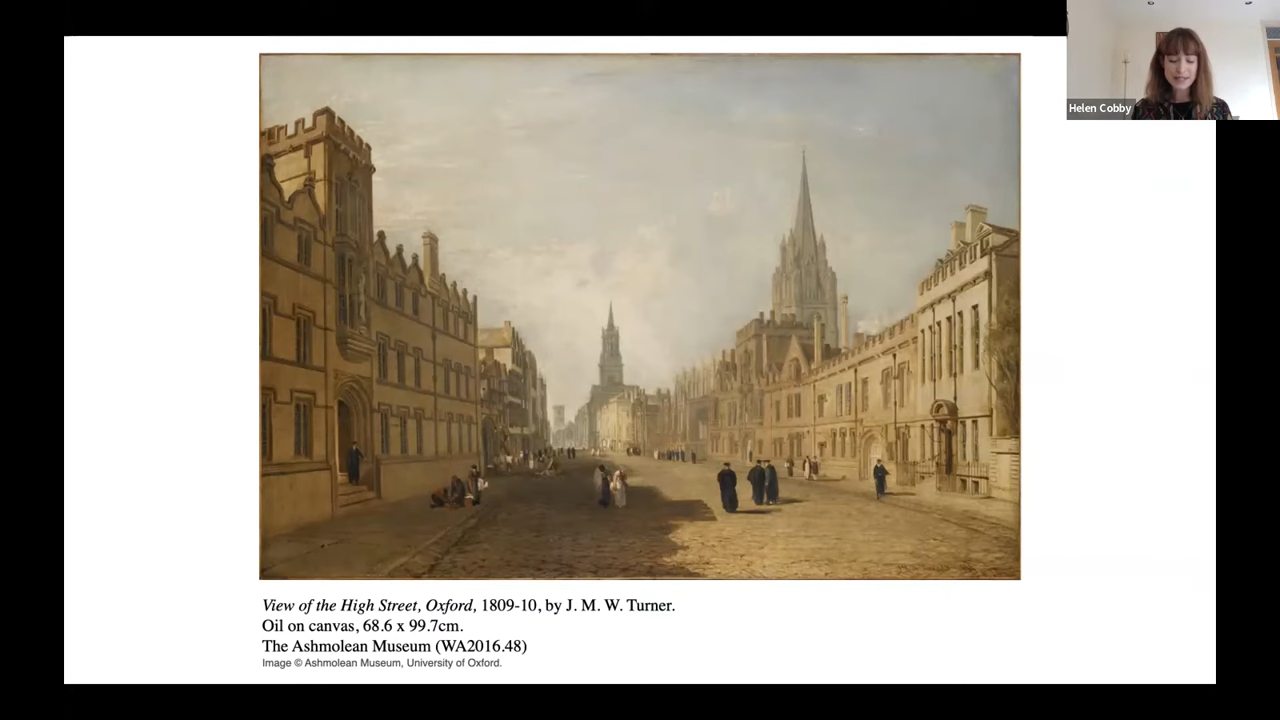 Helen Cobby
View of the High Street, Oxford, 1809-10, by J. M. W. Turner.
Oil on canvas, 68.6 x 99.7cm.
The Ashmolean Museum (WA2016.48)
Image © Ashmolean Museum, University of Oxford.